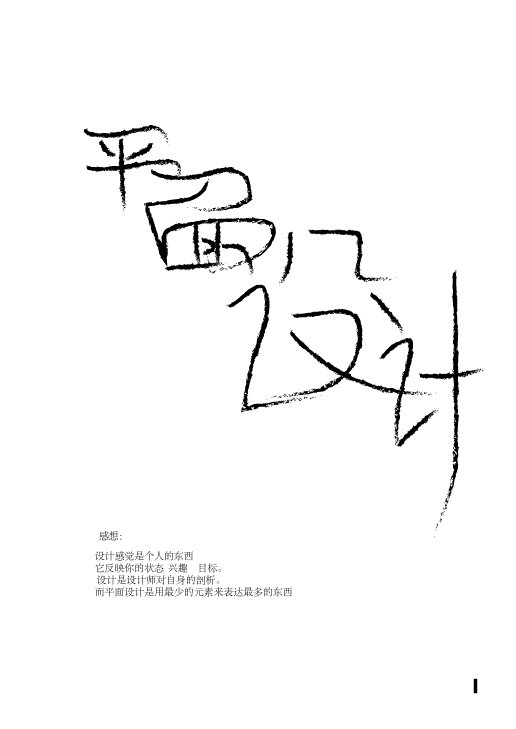 平面设计
感想:
设计感觉是个人的东西
它反映你的状态 兴趣 目标。
设计是设计师对自身的剖析。
而平面设计是用最少的元素来表达最多的东西